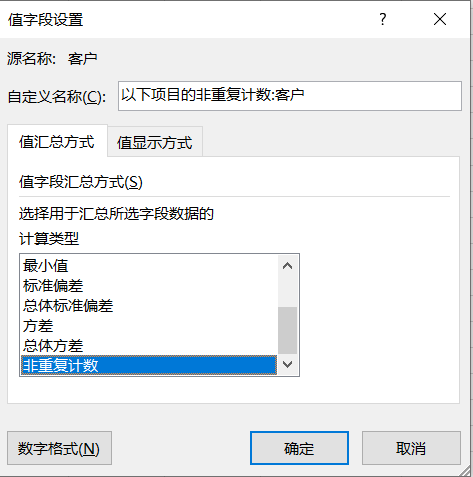 值字段设置
源名称: 客户
自定义名称(C): 以下项目的非重复计数:客户
值汇总方式 值显示方式
值字段汇总方式(S)
选择用于汇总所选字段数据的
计算类型
最小值
标准偏差
总体标准偏差
方差
总体方差
非重复计数
数字格式(N) 确定 取消